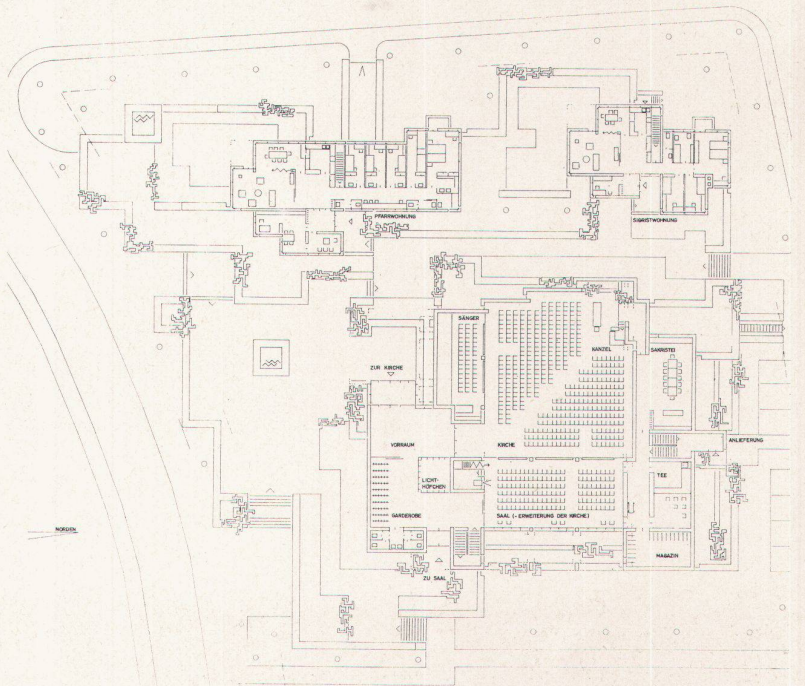 PFARRWOHNUNG
SIGRISTWOHNUNG
SÄNGER
KANZEL
SAKRISTEI
ZUR KIRCHE
VORRAUM
KIRCHE
ANLIEFERUNG
LICHT-
HÖFCHEN
TEE
GARDEROBE
SAAL (- ERWEITERUNG DER KIRCHE)
NORDEN
MAGAZIN
ZU SAAL